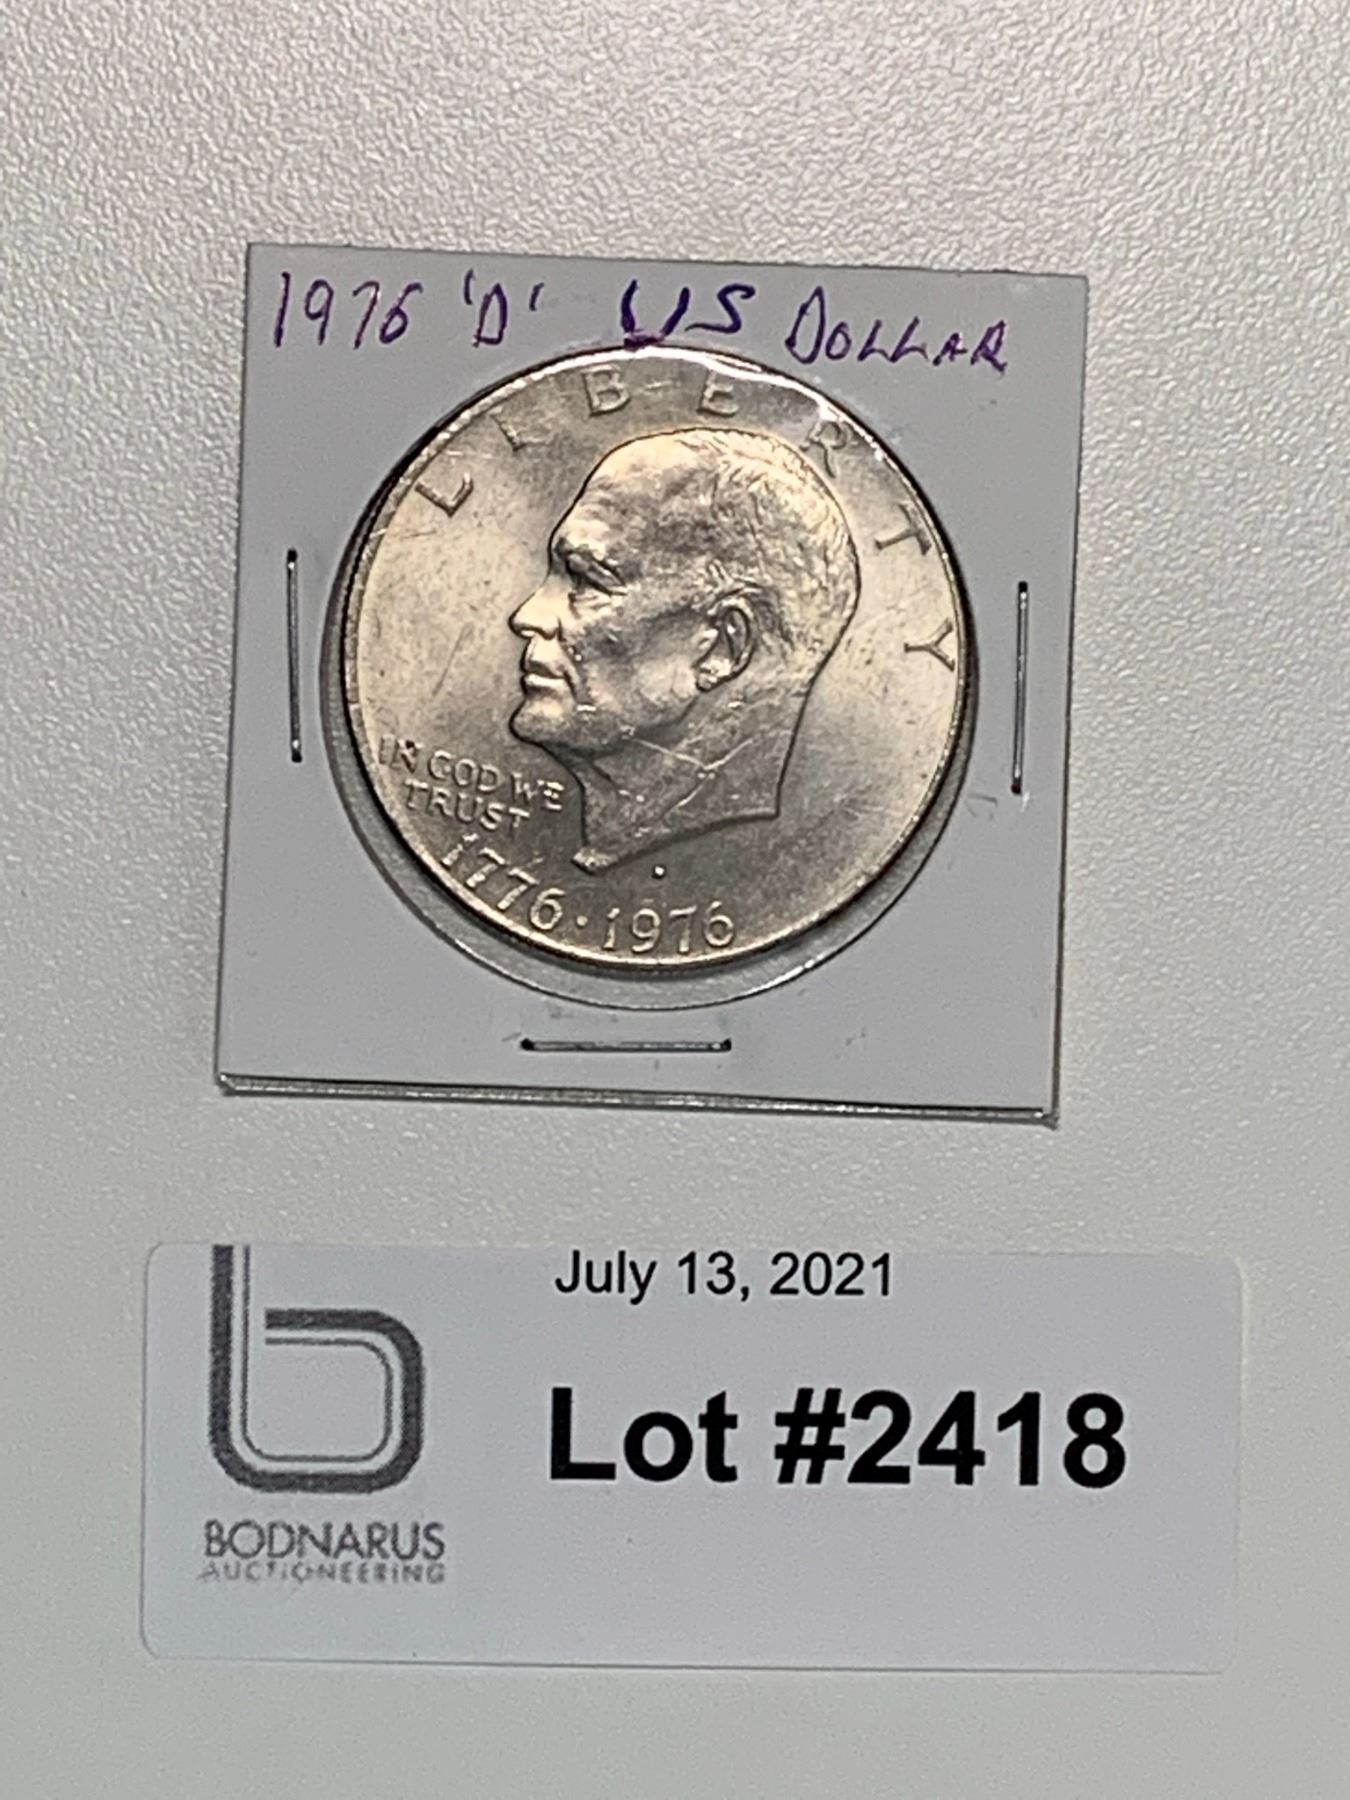 1976 'D' US DOLLAR
LIBERTY
IN GOD WE
TRUST
1776 · 1976
July 13, 2021
Lot #2418
BODNARUS
AUCTIONEERING